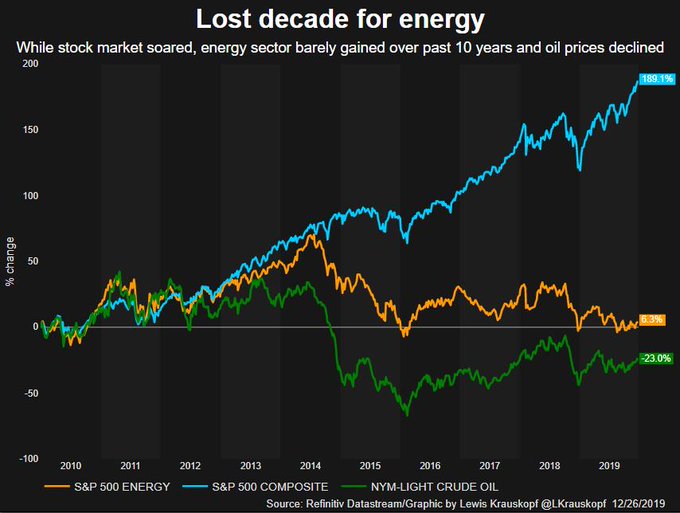 Lost decade for energy
While stock market soared, energy sector barely gained over past 10 years and oil prices declined
200
189.1%
150
100
% change
50
6.3%
0
-23.0%
-50
-100
2010 2011 2012 2013 2014 2015 2016 2017 2018 2019
S&P 500 ENERGY S&P 500 COMPOSITE NYM-LIGHT CRUDE OIL
Source: Refinitiv Datastream/Graphic by Lewis Krauskopf @LKrauskopf 12/26/2019